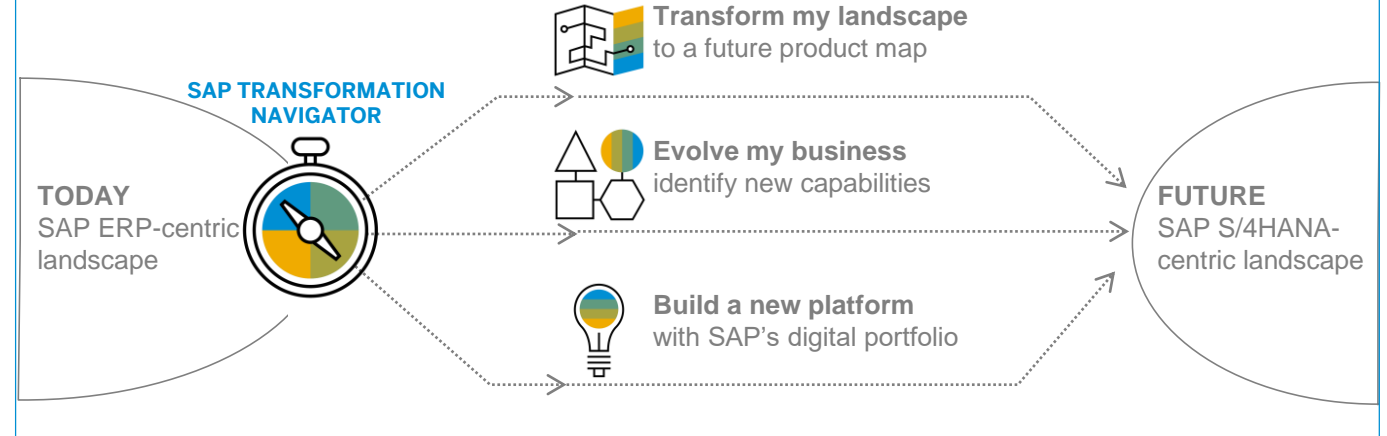 Transform my landscape
to a future product map
SAP TRANSFORMATION
NAVIGATOR
Evolve my business
identify new capabilities
TODAY
SAP ERP-centric
landscape
FUTURE
SAP S/4HANA-
centric landscape
Build a new platform
with SAP's digital portfolio